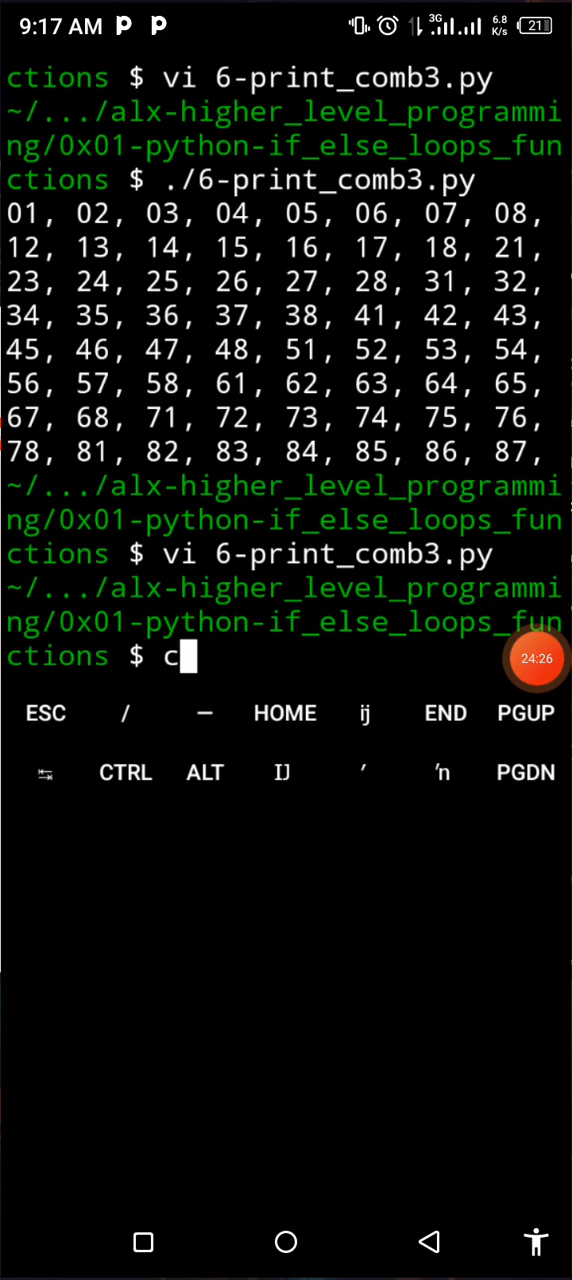 9:17 AM P P 3G 6.8 K/s 21
ctions $ vi 6-print_comb3.py
~/.../alx-higher_level_programmi
ng/0x01-python-if_else_loops_fun
ctions $ ./6-print_comb3.py
01, 02, 03, 04, 05, 06, 07, 08,
12, 13, 14, 15, 16, 17, 18, 21,
23, 24, 25, 26, 27, 28, 31, 32,
34, 35, 36, 37, 38, 41, 42, 43,
45, 46, 47, 48, 51, 52, 53, 54,
56, 57, 58, 61, 62, 63, 64, 65,
67, 68, 71, 72, 73, 74, 75, 76,
78, 81, 82, 83, 84, 85, 86, 87,
~/.../alx-higher_level_programmi
ng/0x01-python-if_else_loops_fun
ctions $ vi 6-print_comb3.py
~/.../alx-higher_level_programmi
ng/0x01-python-if_else_loops_fun
ctions $ c
24:26
ESC / — HOME ĳ END PGUP
↹ CTRL ALT Ĳ ′ ŉ PGDN